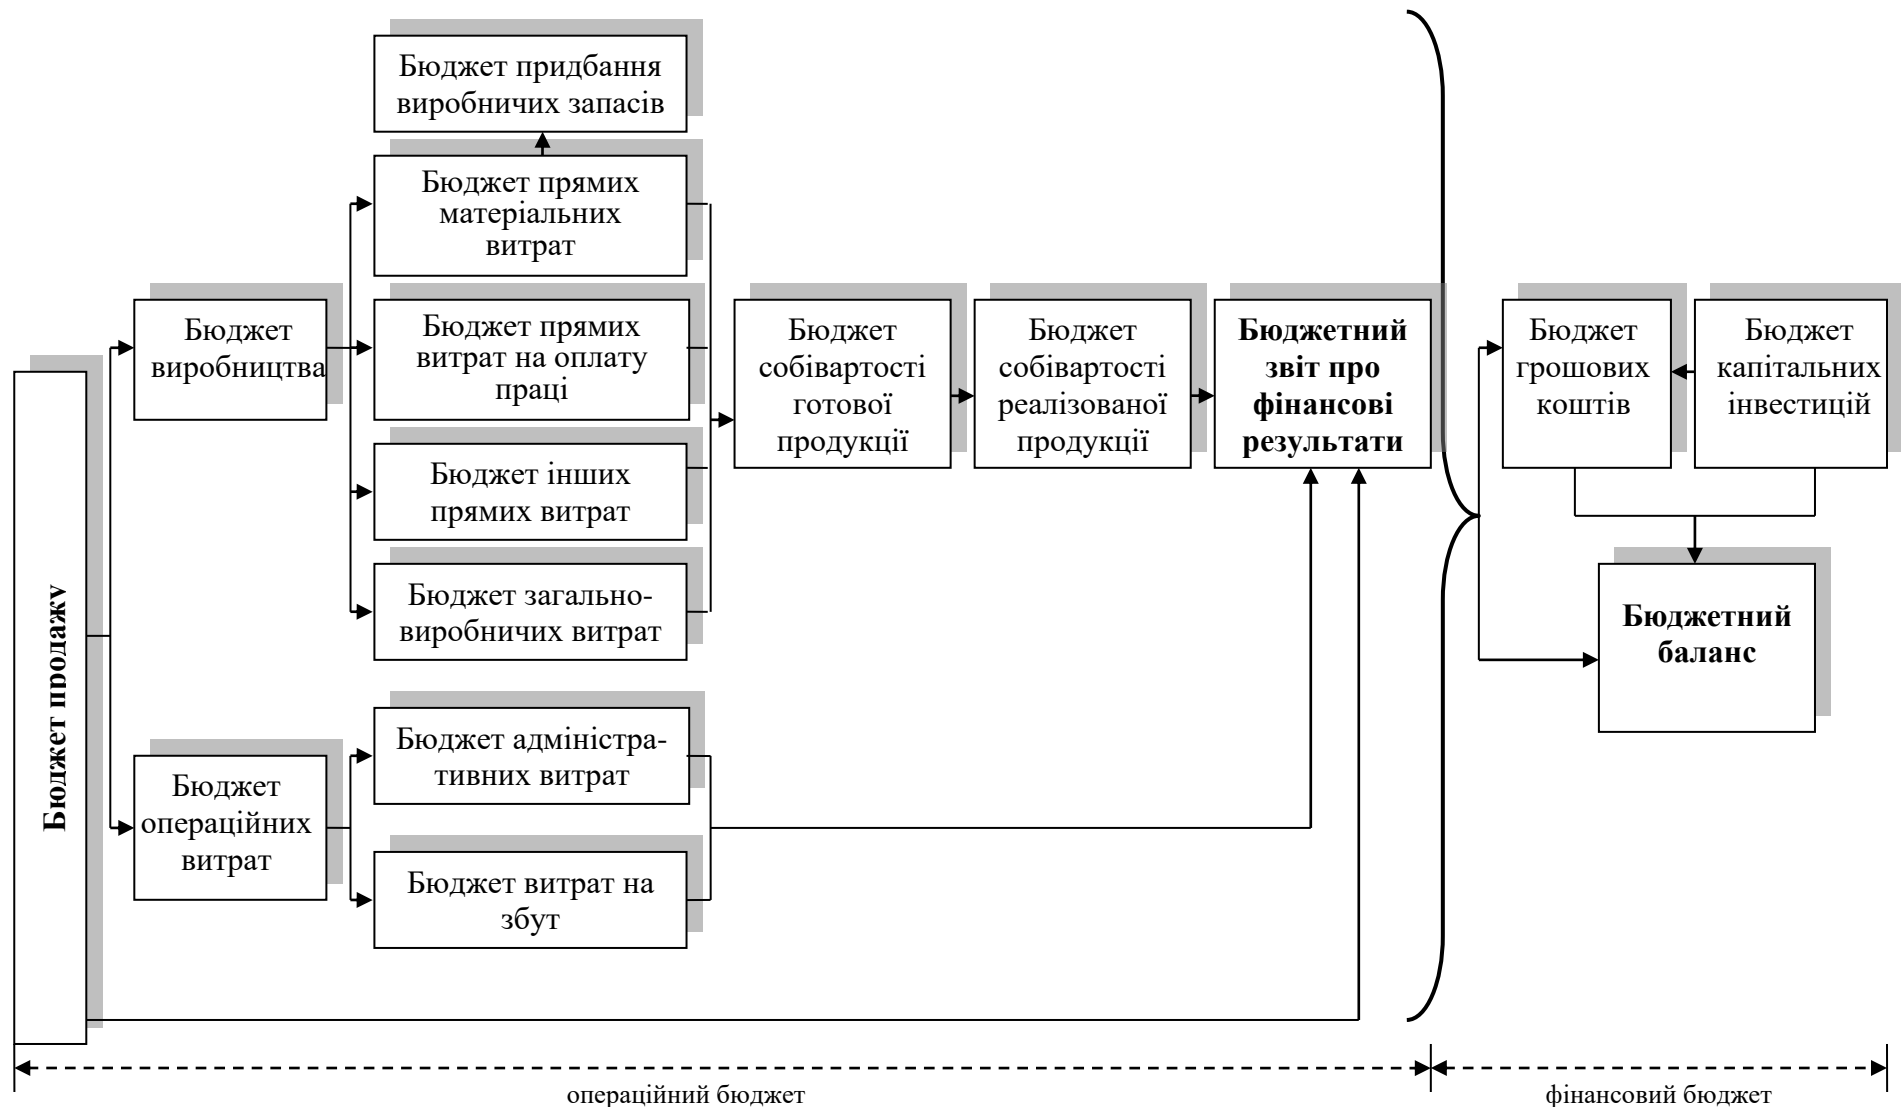 Бюджет придбання
виробничих запасів
Бюджет прямих
матеріальних
витрат
Бюджет
виробництва
Бюджет прямих
витрат на оплату
праці
Бюджет
собівартості
готової
продукції
Бюджет
собівартості
реалізованої
продукції
Бюджетний
звіт про
фінансові
результати
Бюджет
грошових
коштів
Бюджет
капітальних
інвестицій
Бюджет інших
прямих витрат
Бюджет загально-
виробничих витрат
Бюджетний
баланс
Бюджет продажу
Бюджет адміністра-
тивних витрат
Бюджет
операційних
витрат
Бюджет витрат на
збут
операційний бюджет
фінансовий бюджет